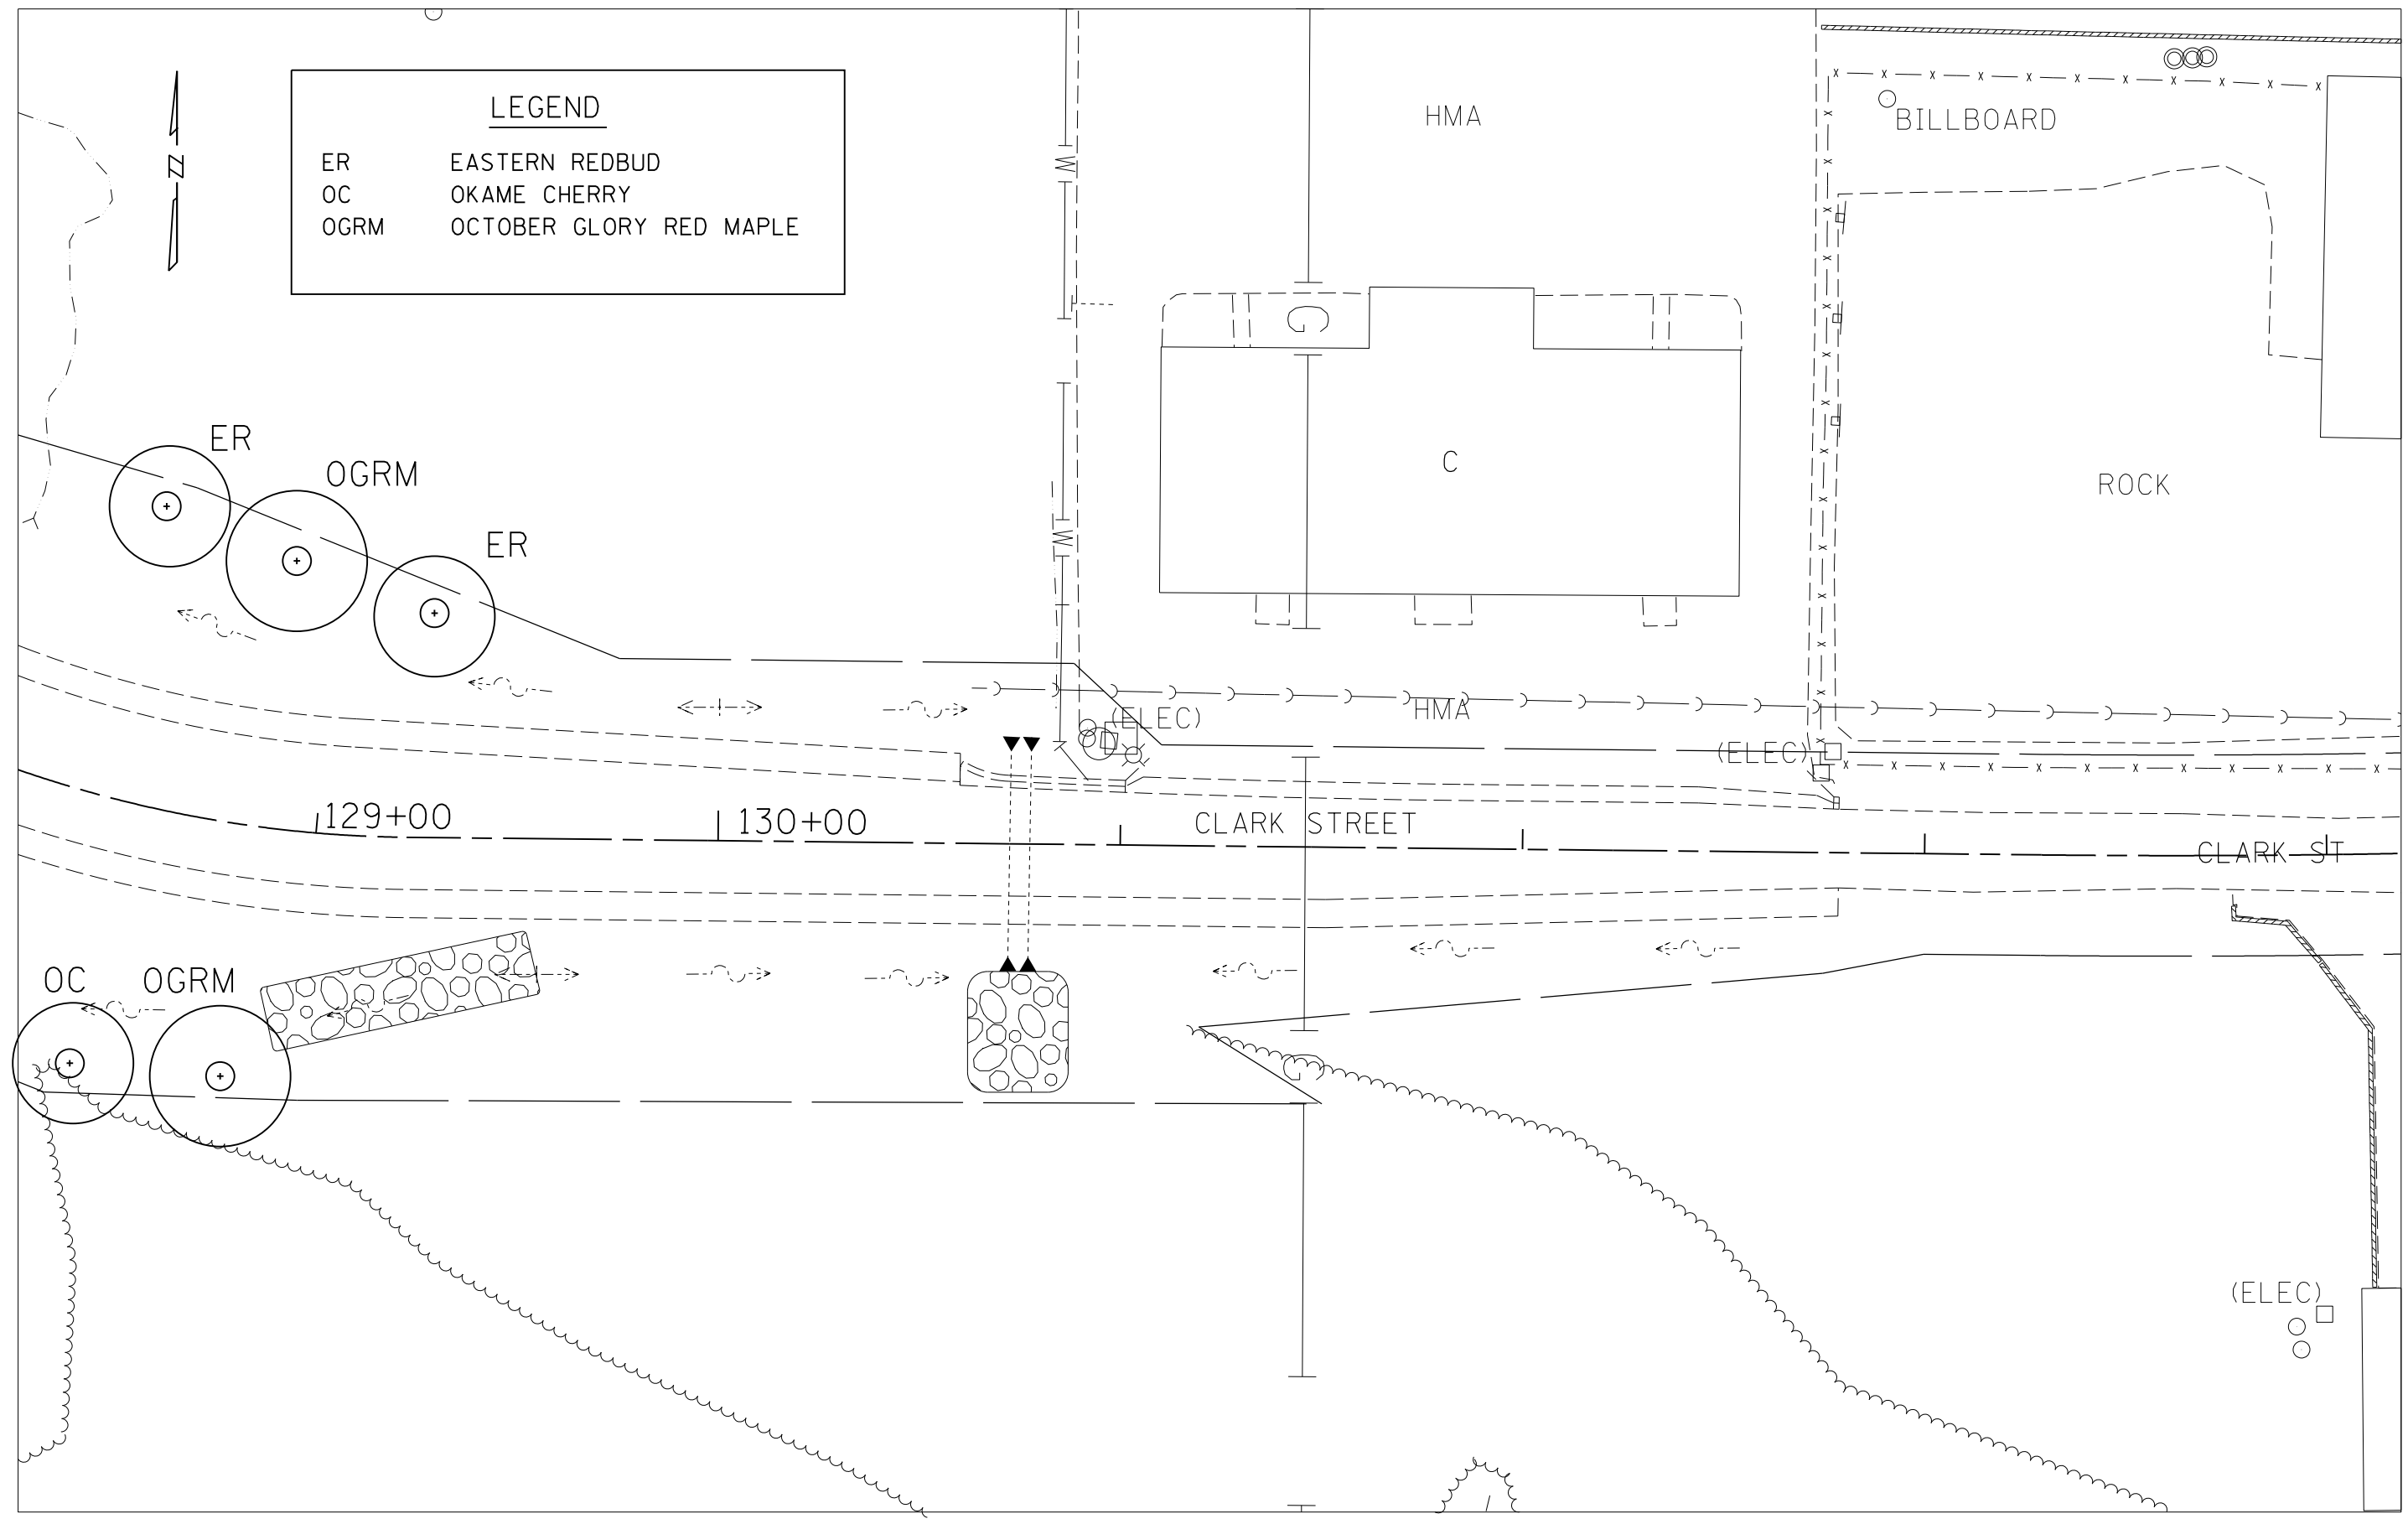 LEGEND
ER EASTERN REDBUD
OC OKAME CHERRY
OGRM OCTOBER GLORY RED MAPLE
N
W
HMA
BILLBOARD
G
ER
OGRM
C
ROCK
W
ER
HMA
(ELEC)
(ELEC)
129+00
130+00
CLARK STREET
CLARK ST
OC
OGRM
G
(ELEC)